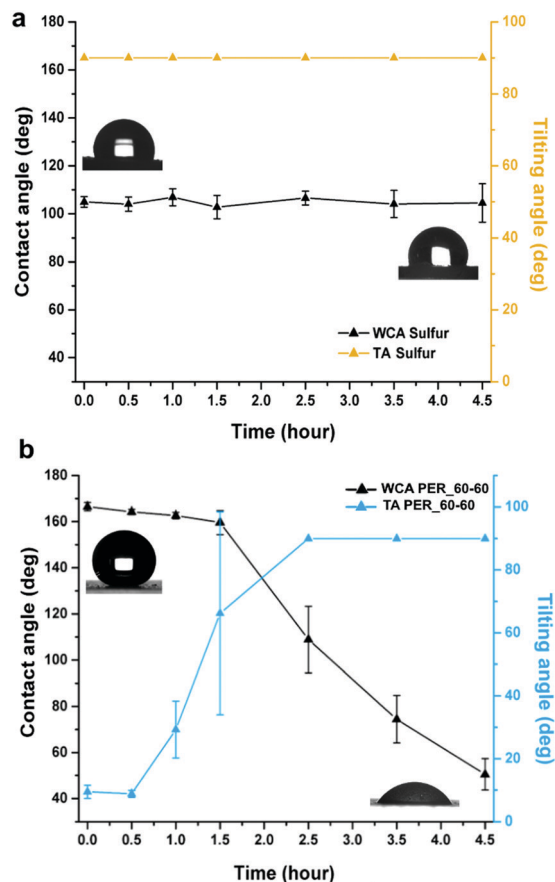 a
180
160
140
120
100
80
60
40
Contact angle (deg)
100
80
60
40
20
0
Tilting angle (deg)
WCA Sulfur
TA Sulfur
0.0 0.5 1.0 1.5 2.0 2.5 3.0 3.5 4.0 4.5
Time (hour)
b
180
160
140
120
100
80
60
40
Contact angle (deg)
WCA PER_60-60
TA PER_60-60
100
80
60
40
20
0
Tilting angle (deg)
0.0 0.5 1.0 1.5 2.0 2.5 3.0 3.5 4.0 4.5
Time (hour)